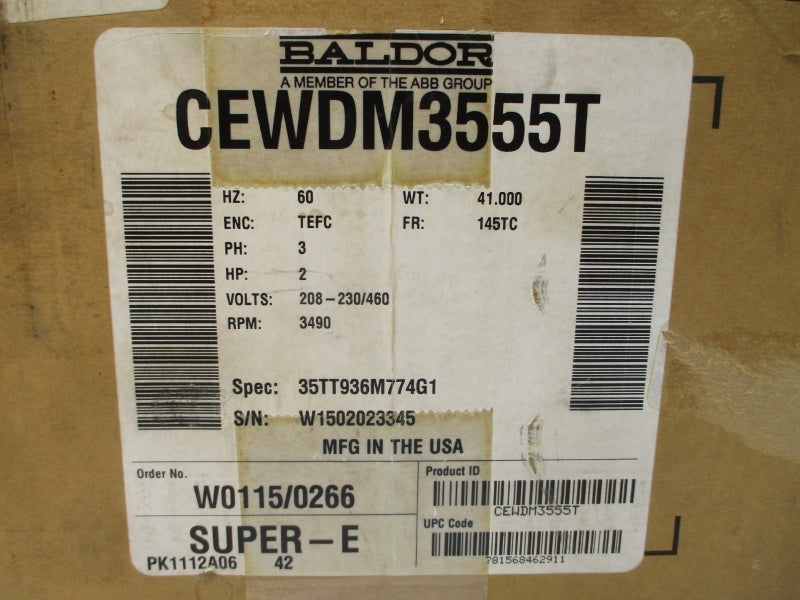 BALDOR
A MEMBER OF THE ABB GROUP
CEWDM3555T
HZ: 60 WT: 41.000
ENC: TEFC FR: 145TC
PH: 3
HP: 2
VOLTS: 208-230/460
RPM: 3490
Spec: 35TT936M774G1
S/N: W1502023345
MFG IN THE USA
Order No.
W0115/0266
Product ID
CEWDM3555T
SUPER-E
UPC Code
781568462911
PK1112A06 42